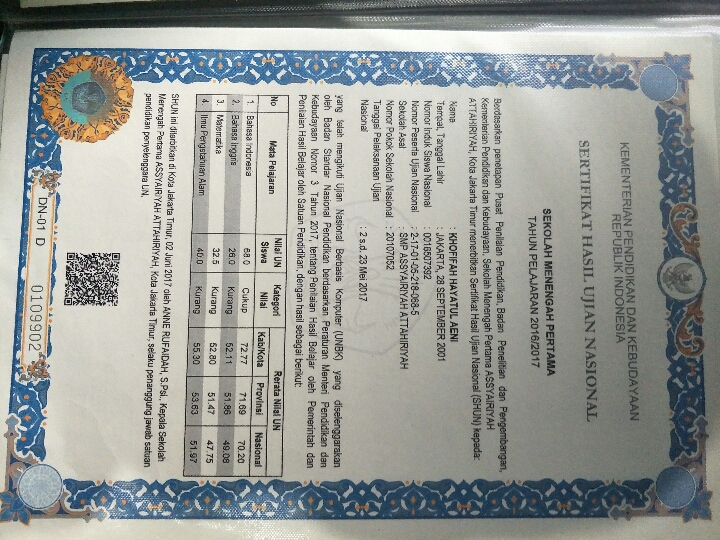 KEMENTERIAN PENDIDIKAN DAN KEBUDAYAAN
REPUBLIK INDONESIA
SERTIFIKAT HASIL UJIAN NASIONAL
SEKOLAH MENENGAH PERTAMA
TAHUN PELAJARAN 2016/2017
Berdasarkan penetapan Pusat Penilaian Pendidikan, Badan Penelitian dan Pengembangan,
Kementerian Pendidikan dan Kebudayaan, Sekolah Menengah Pertama ASSYAIRIYAH
ATTAHIRIYAH, Kota Jakarta Timur menerbitkan Sertifikat Hasil Ujian Nasional (SHUN) kepada:
Nama : KHOFIFAH HAYATUL AENI
Tempat, Tanggal Lahir : JAKARTA, 28 SEPTEMBER 2001
Nomor Induk Siswa Nasional : 0016507392
Nomor Peserta Ujian Nasional : 2-17-01-05-218-068-5
Sekolah Asal : SMP ASSYAIRIYAH ATTAHIRIYAH
Nomor Pokok Sekolah Nasional : 20107052
Tanggal Pelaksanaan Ujian : 2 s.d. 23 Mei 2017
Nasional
yang telah mengikuti Ujian Nasional Berbasis Komputer (UNBK) yang diselenggarakan
oleh Badan Standar Nasional Pendidikan berdasarkan Peraturan Menteri Pendidikan dan
Kebudayaan Nomor 3 Tahun 2017, tentang Penilaian Hasil Belajar oleh Pemerintah dan
Penilaian Hasil Belajar oleh Satuan Pendidikan, dengan hasil sebagai berikut:
No Mata Pelajaran Nilai UN Siswa Kategori Nilai Rerata Nilai UN
Kab/Kota Provinsi Nasional
1. Bahasa Indonesia 68.0 Cukup 72.77 71.69 70.20
2. Bahasa Inggris 26.0 Kurang 52.11 51.86 49.08
3. Matematika 32.5 Kurang 52.80 51.47 47.75
4. Ilmu Pengetahuan Alam 40.0 Kurang 55.30 53.63 51.97
SHUN ini diterbitkan di Kota Jakarta Timur, 02 Juni 2017 oleh ANNIE RUFAIDAH, S.Psi., Kepala Sekolah
Menengah Pertama ASSYAIRIYAH ATTAHIRIYAH, Kota Jakarta Timur, selaku penanggung jawab satuan
pendidikan penyelenggara UN.
DN-01 D 0109902